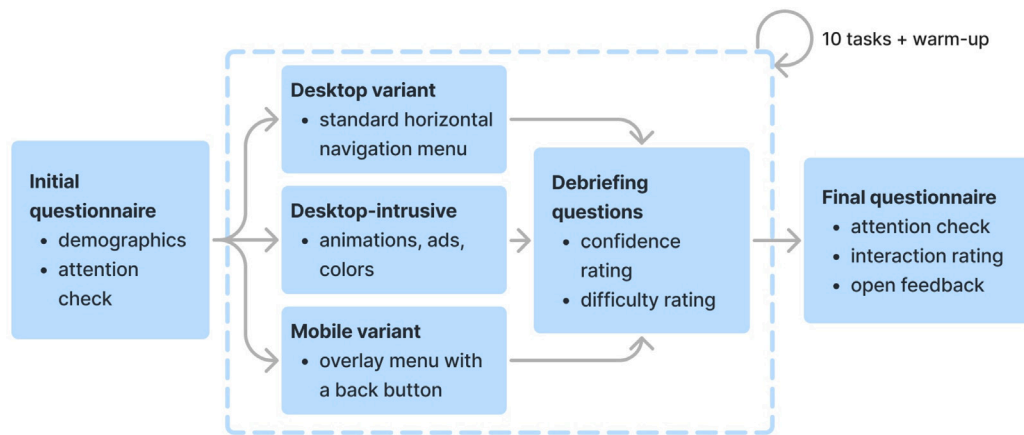 10 tasks + warm-up
Initial
questionnaire
• demographics
• attention
check
Desktop variant
• standard horizontal
navigation menu
Desktop-intrusive
• animations, ads,
colors
Mobile variant
• overlay menu with
a back button
Debriefing
questions
• confidence
rating
• difficulty rating
Final questionnaire
• attention check
• interaction rating
• open feedback